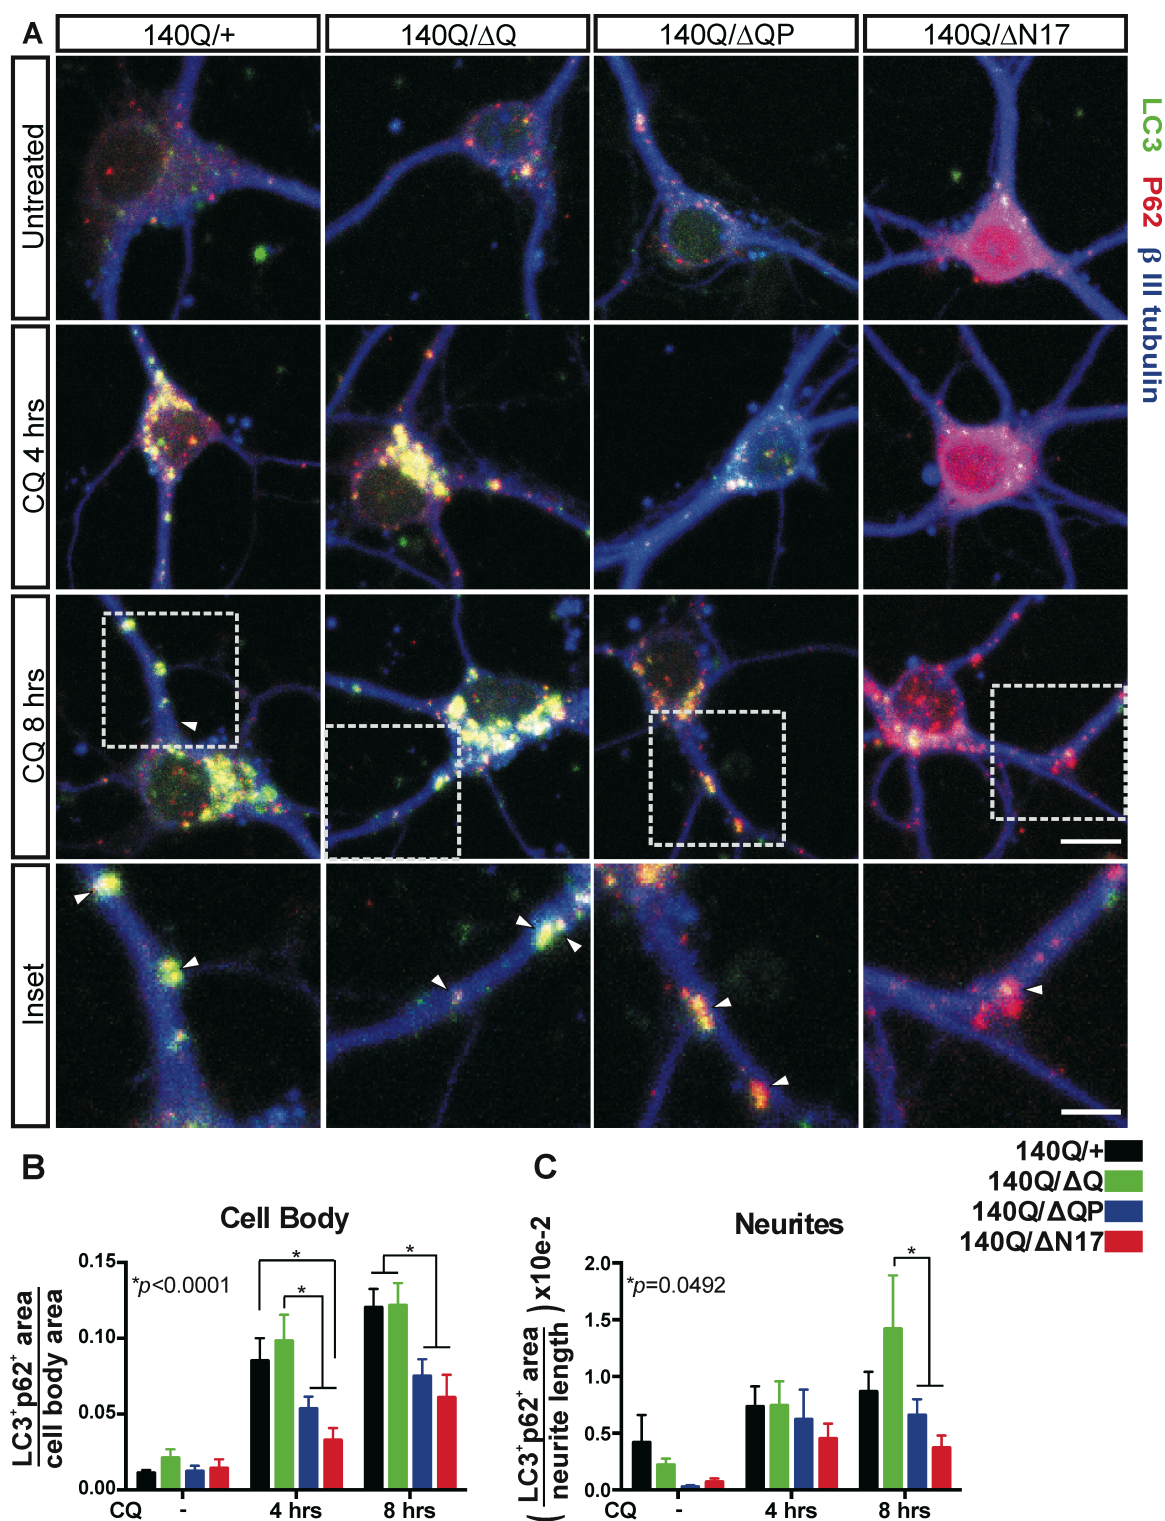 A
140Q/+
140Q/ΔQ
140Q/ΔQP
140Q/ΔN17
Untreated
CQ 4 hrs
CQ 8 hrs
Inset
LC3 P62 β III tubulin
140Q/+
140Q/ΔQ
140Q/ΔQP
140Q/ΔN17
B
Cell Body
LC3⁺p62⁺ area
cell body area
0.15
0.10
0.05
0.00
*p<0.0001
*
*
*
CQ
-
4 hrs
8 hrs
C
Neurites
(LC3⁺p62⁺ area
neurite length) x10e-2
2.0
1.5
1.0
0.5
0.0
*p=0.0492
*
CQ
-
4 hrs
8 hrs